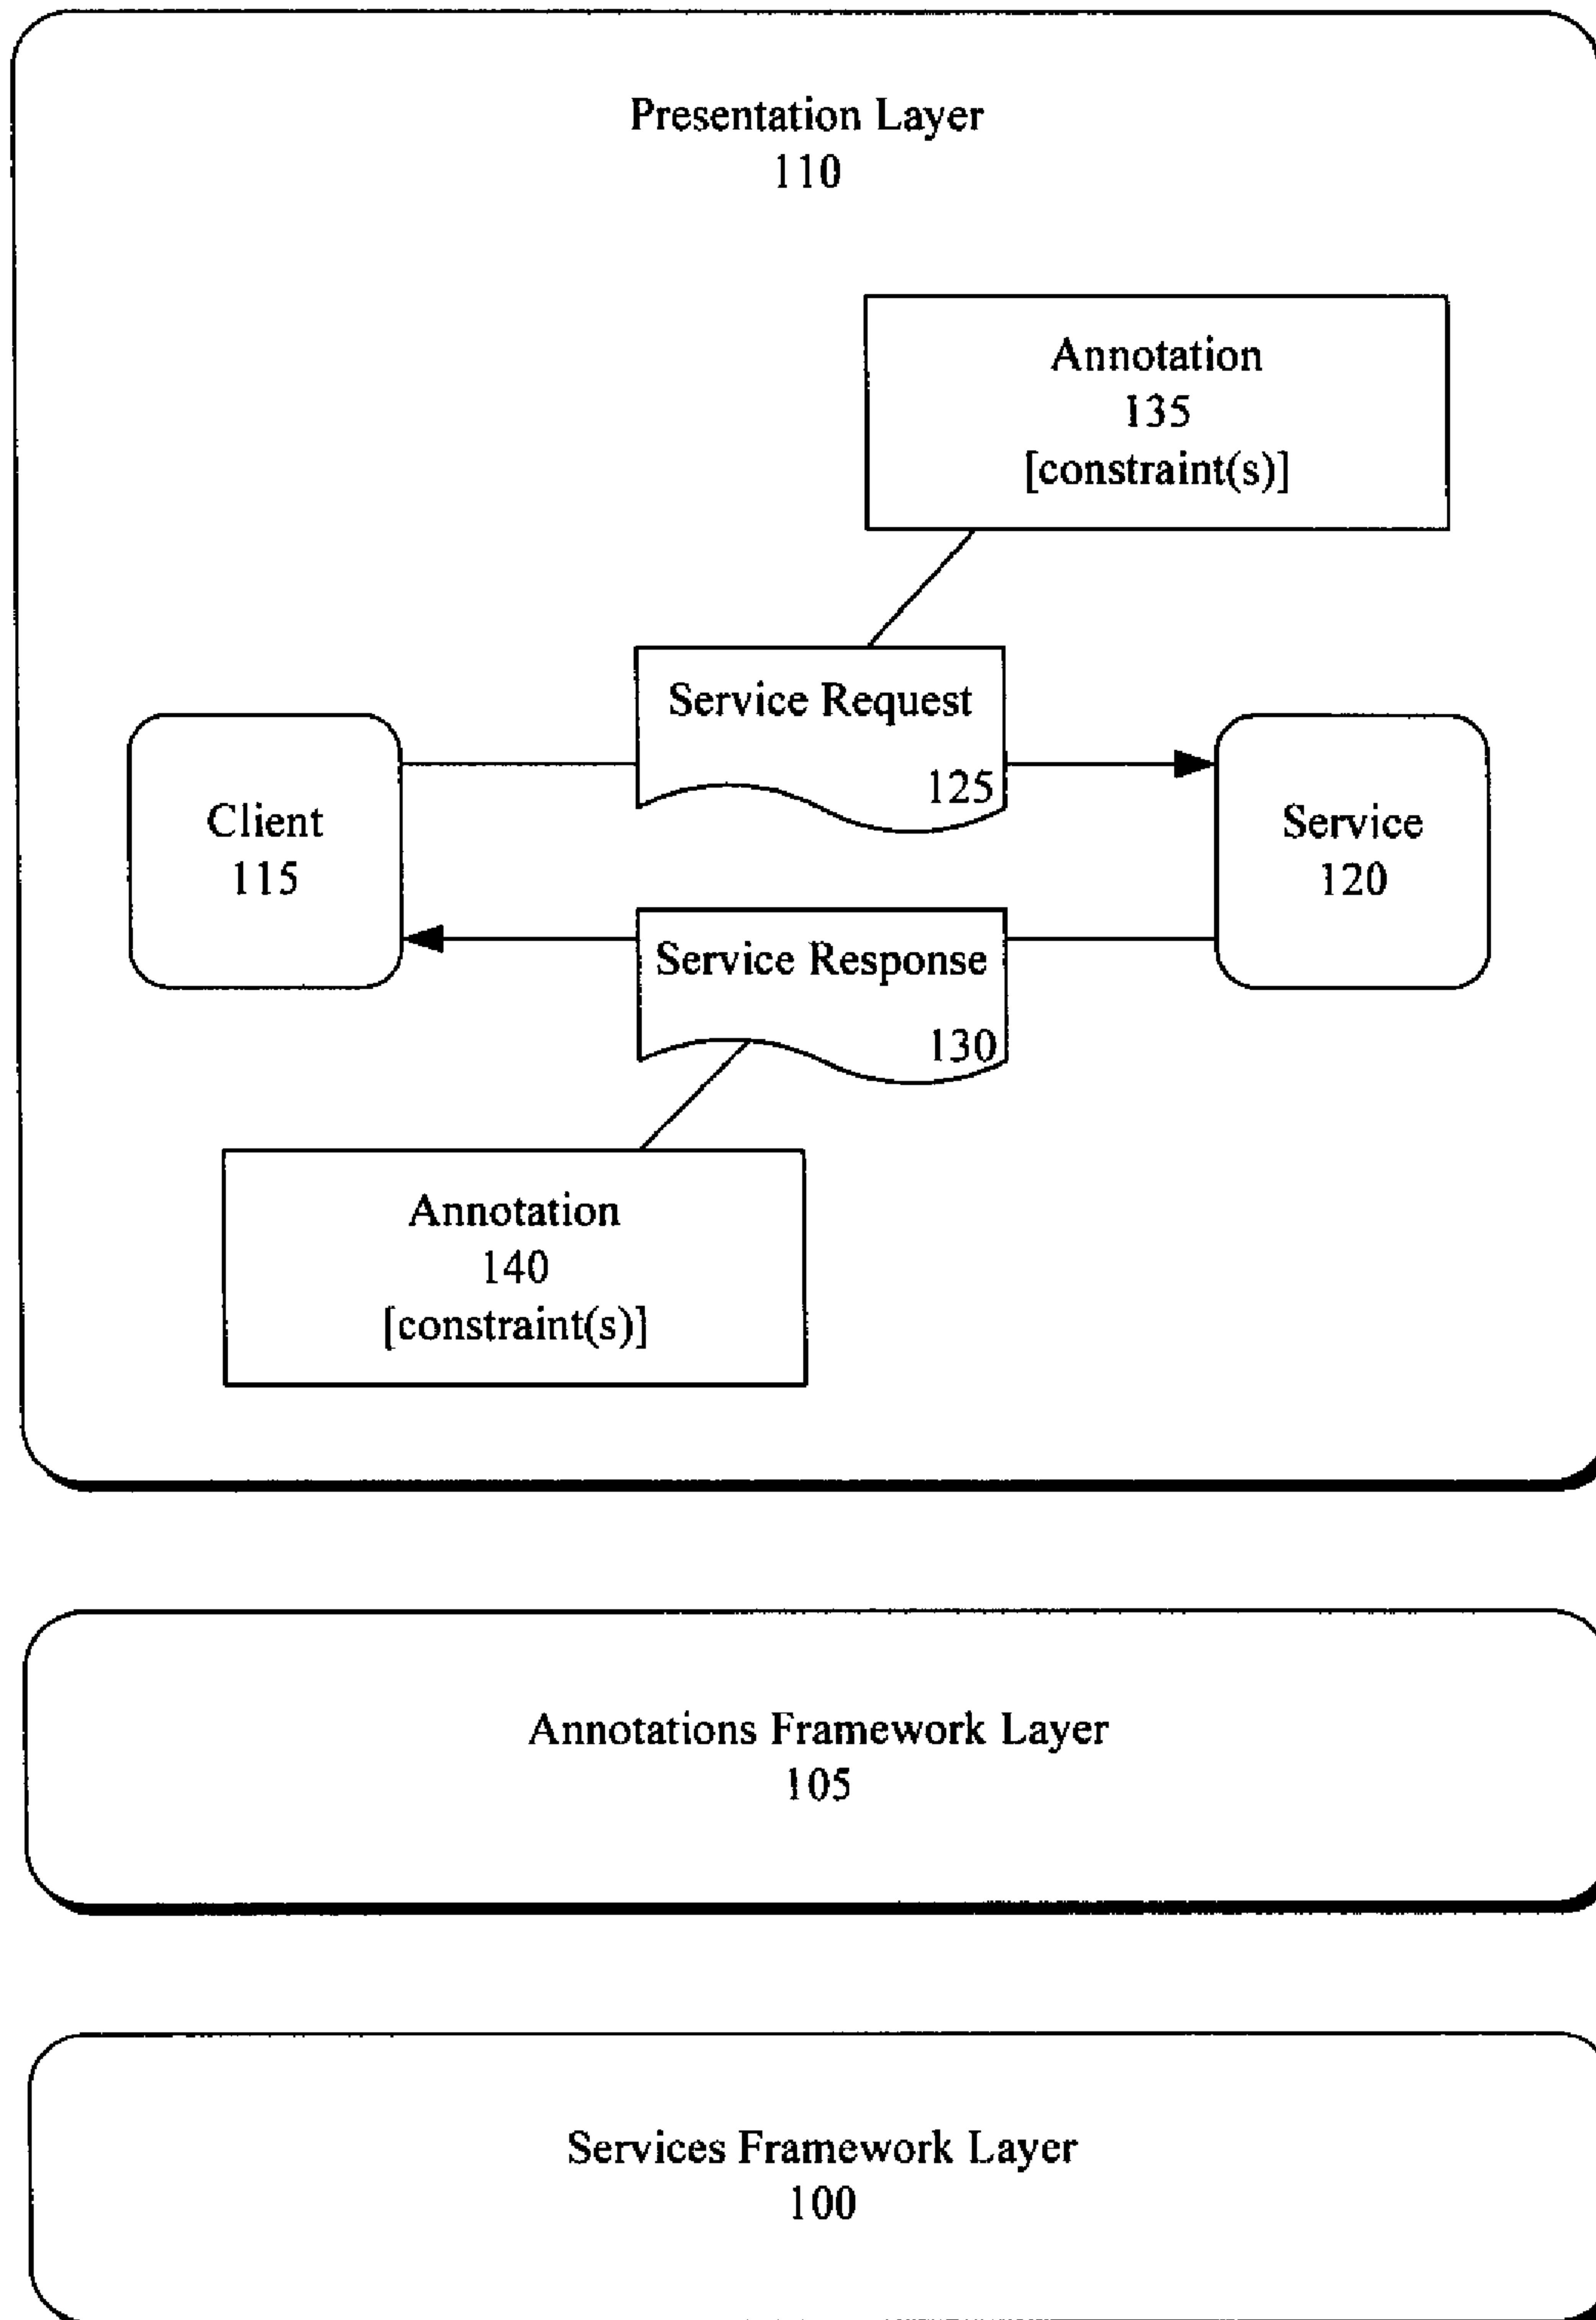 Presentation Layer
110
Annotation
135
[constraint(s)]
Service Request
125
Client
115
Service
120
Service Response
130
Annotation
140
[constraint(s)]
Annotations Framework Layer
105
Services Framework Layer
100